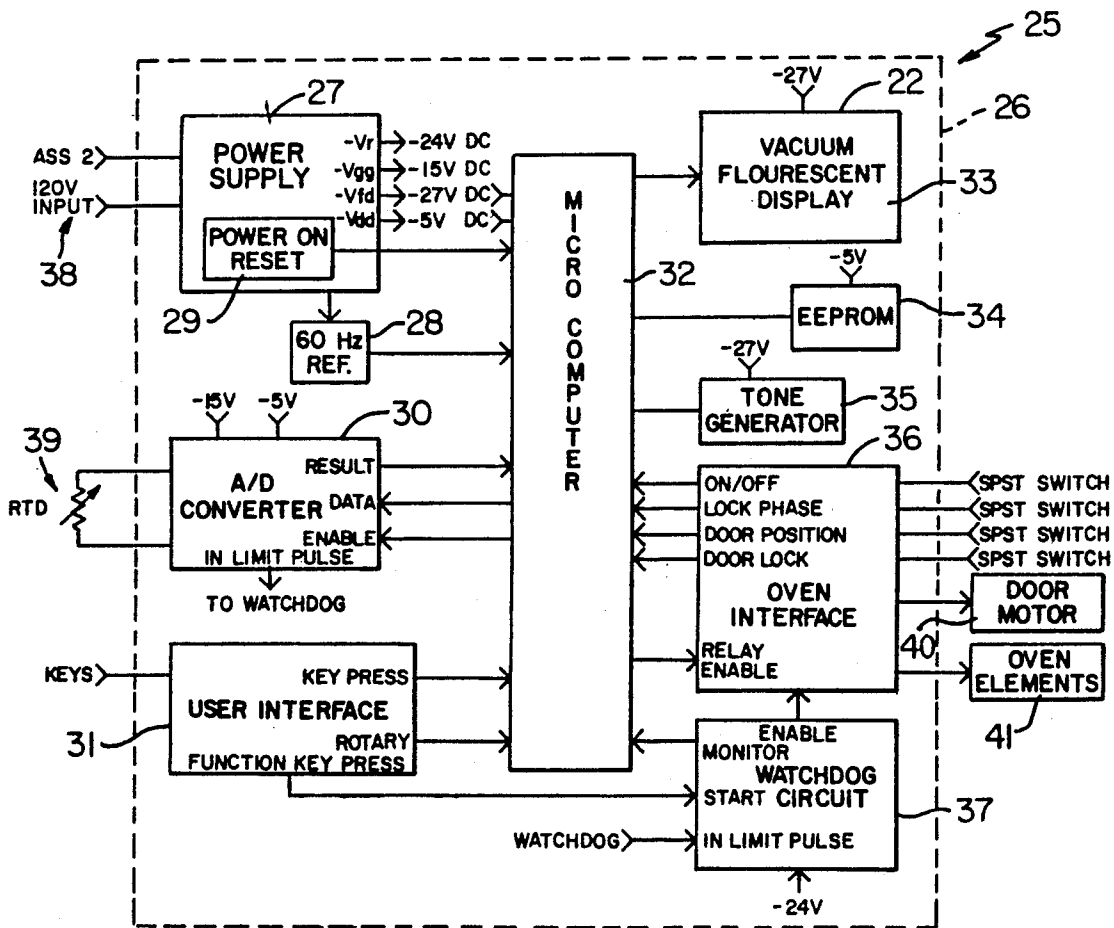 25
27
-27V
22
26
ASS 2
120V
INPUT
38
POWER
SUPPLY
-Vr
-24V DC
-Vgg
-15V DC
-Vfd
-27V DC
-Vdd
-5V DC
POWER ON
RESET
29
28
60 Hz
REF.
MICRO COMPUTER
32
VACUUM
FLOURESCENT
DISPLAY
33
-5V
EEPROM
34
-27V
TONE
GENERATOR
35
36
-15V
-5V
30
39
RTD
RESULT
A/D
CONVERTER
DATA
ENABLE
IN LIMIT PULSE
TO WATCHDOG
ON/OFF
SPST SWITCH
LOCK PHASE
SPST SWITCH
DOOR POSITION
SPST SWITCH
DOOR LOCK
SPST SWITCH
OVEN
INTERFACE
RELAY
ENABLE
DOOR
MOTOR
40
OVEN
ELEMENTS
41
KEYS
KEY PRESS
USER INTERFACE
31
ROTARY
FUNCTION KEY PRESS
ENABLE
MONITOR
WATCHDOG
CIRCUIT
START
37
WATCHDOG
IN LIMIT PULSE
-24V